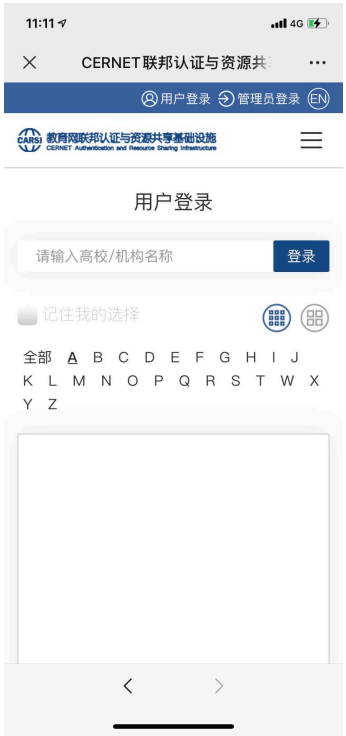 11:11 4G
CERNET联邦认证与资源共
用户登录 管理员登录 EN
CARSI 教育网联邦认证与资源共享基础设施
CERNET Authentication and Resource Sharing Infrastructure
用户登录
请输入高校/机构名称 登录
记住我的选择
全部 A B C D E F G H I J
K L M N O P Q R S T W X
Y Z